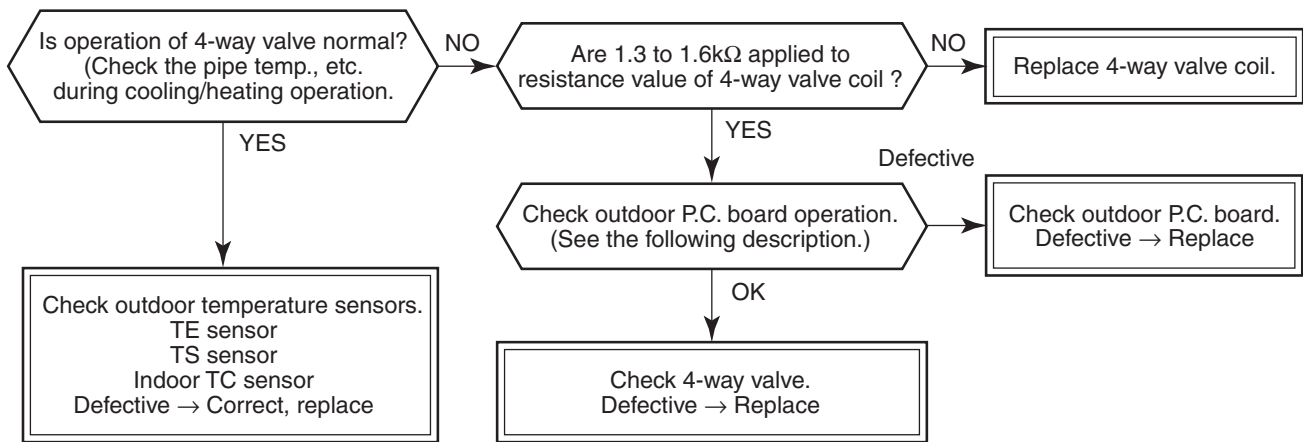 Is operation of 4-way valve normal?
(Check the pipe temp., etc.
during cooling/heating operation.
NO
Are 1.3 to 1.6kΩ applied to
resistance value of 4-way valve coil ?
NO
Replace 4-way valve coil.
YES
YES
Defective
Check outdoor P.C. board operation.
(See the following description.)
Check outdoor P.C. board.
Defective → Replace
OK
Check outdoor temperature sensors.
TE sensor
TS sensor
Indoor TC sensor
Defective → Correct, replace
Check 4-way valve.
Defective → Replace